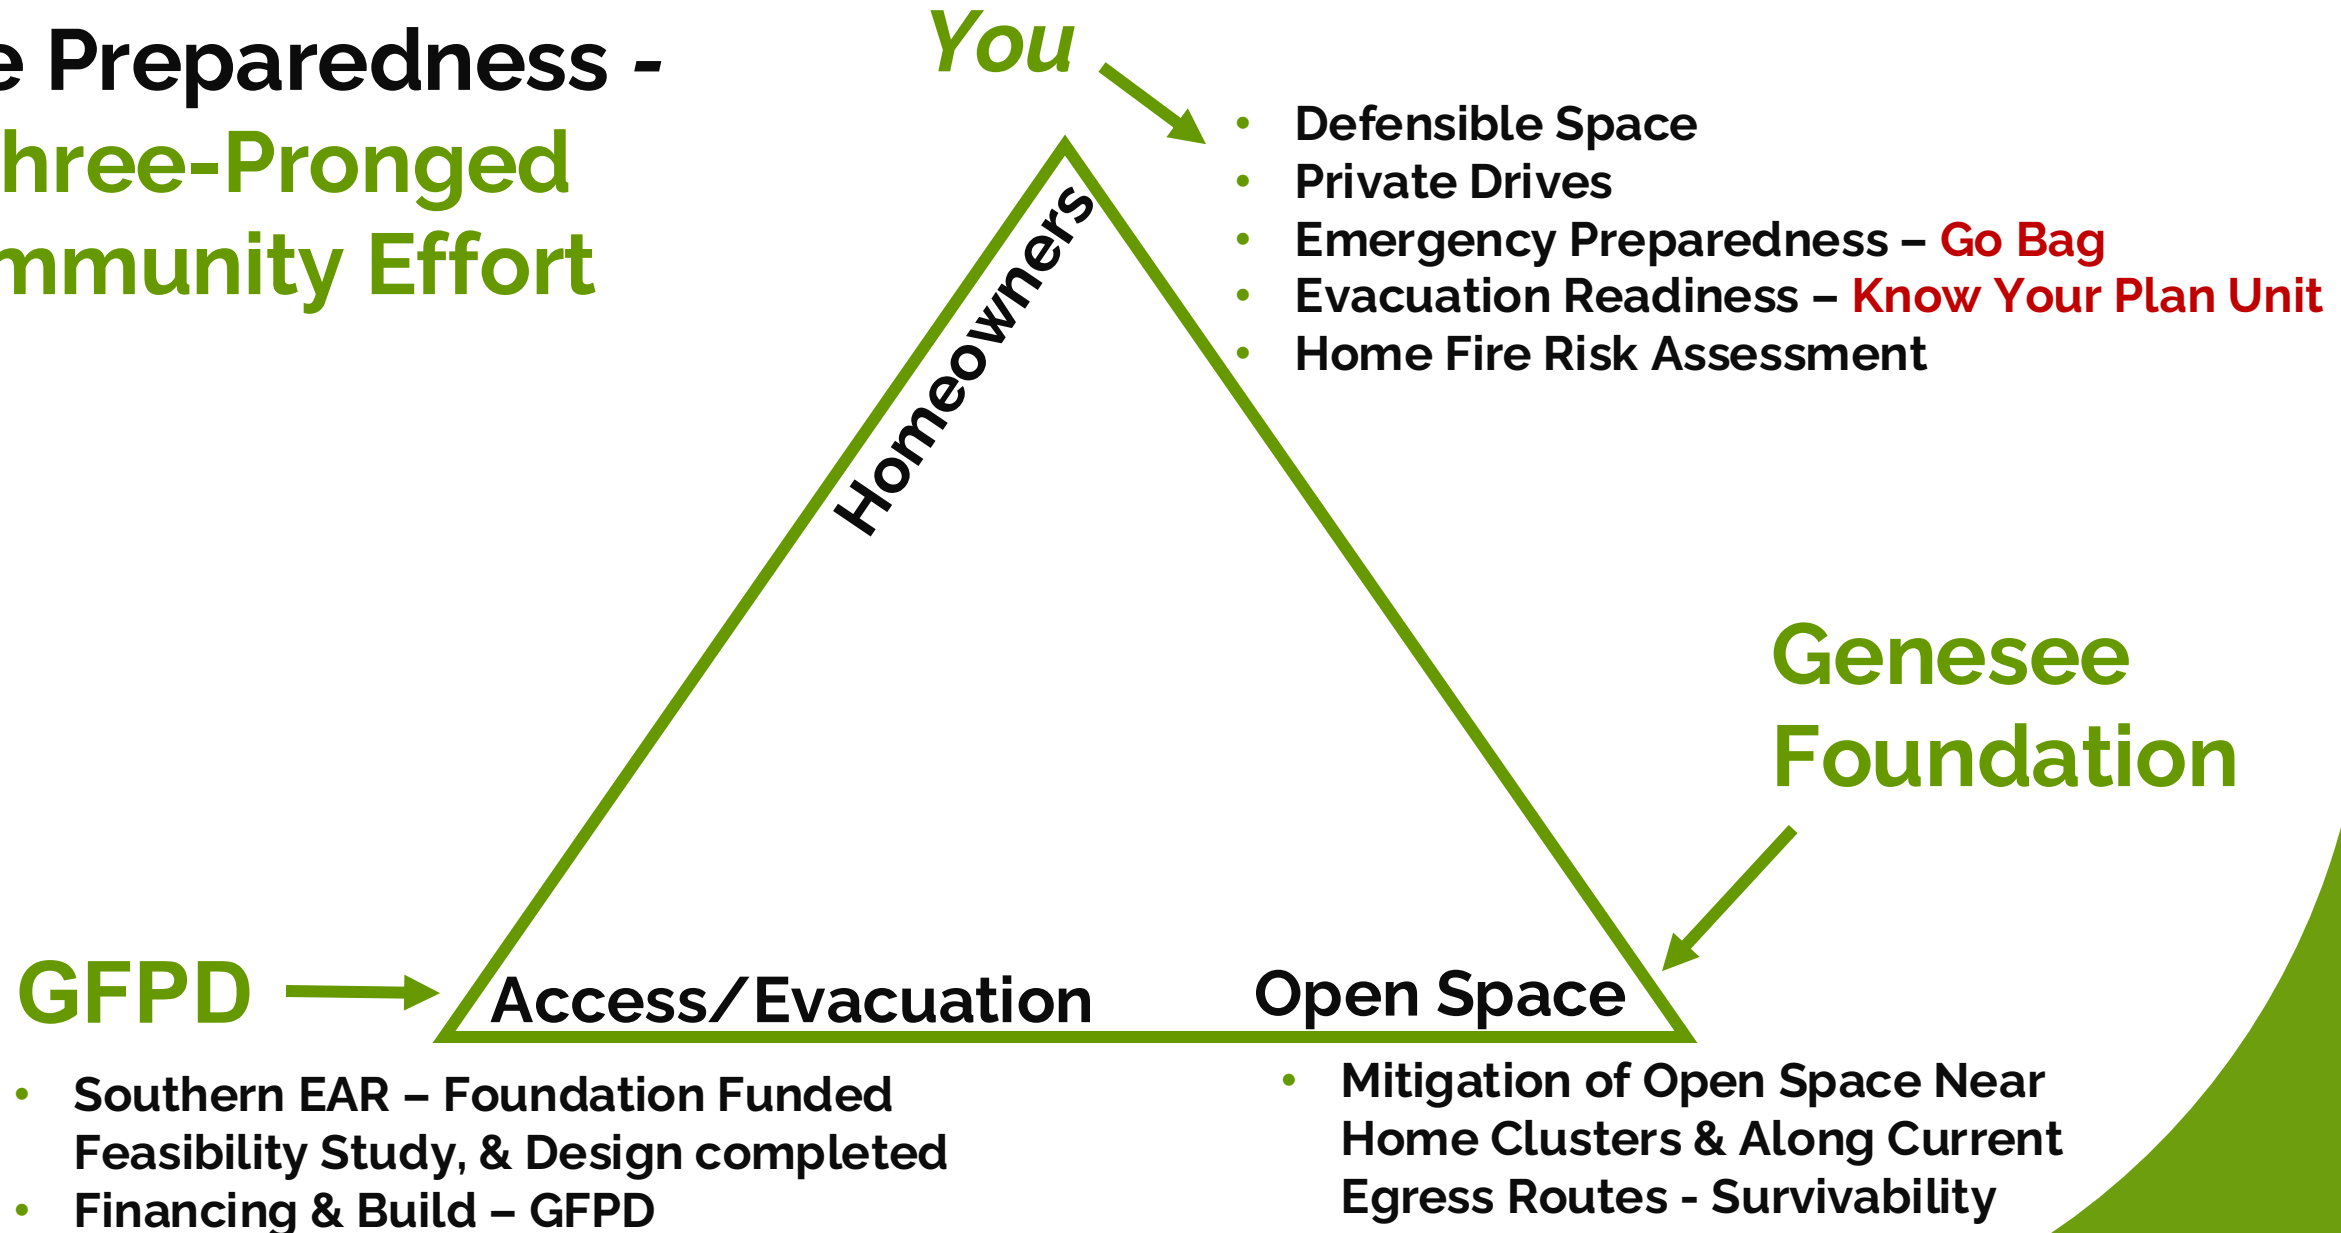 e Preparedness -
hree-Pronged
mmunity Effort
You
• Defensible Space
• Private Drives
• Emergency Preparedness – Go Bag
• Evacuation Readiness – Know Your Plan Unit
• Home Fire Risk Assessment
Homeowners
Genesee
Foundation
GFPD
Access/Evacuation
Open Space
• Southern EAR – Foundation Funded
Feasibility Study, & Design completed
• Financing & Build – GFPD
• Mitigation of Open Space Near
Home Clusters & Along Current
Egress Routes - Survivability